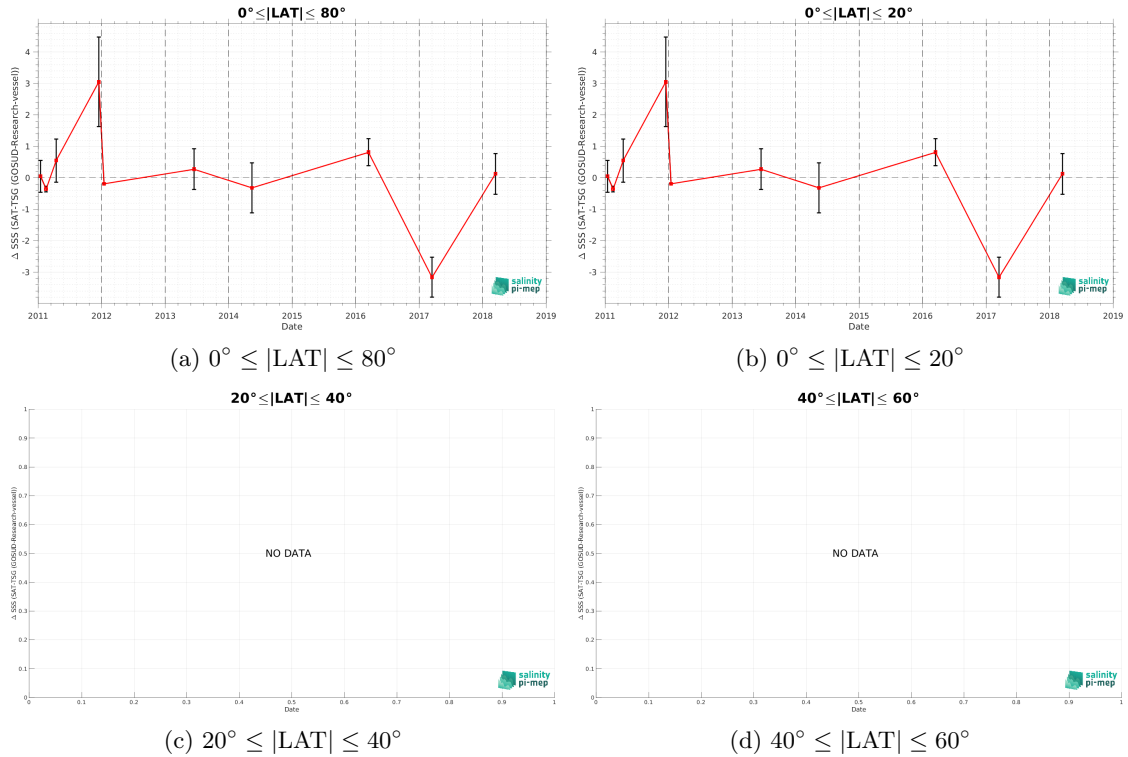 0°≤|LAT|≤ 80°
Δ SSS (SAT-TSG (GOSUD-Research-vessel))
4
3
2
1
0
-1
-2
-3
2011 2012 2013 2014 2015 2016 2017 2018 2019
Date
salinity
pi-mep
(a) 0° ≤ |LAT| ≤ 80°
0°≤|LAT|≤ 20°
Δ SSS (SAT-TSG (GOSUD-Research-vessel))
4
3
2
1
0
-1
-2
-3
2011 2012 2013 2014 2015 2016 2017 2018 2019
Date
salinity
pi-mep
(b) 0° ≤ |LAT| ≤ 20°
20°≤|LAT|≤ 40°
Δ SSS (SAT-TSG (GOSUD-Research-vessel))
1
0.9
0.8
0.7
0.6
0.5
0.4
0.3
0.2
0.1
0
NO DATA
salinity
pi-mep
0 0.1 0.2 0.3 0.4 0.5 0.6 0.7 0.8 0.9 1
Date
(c) 20° ≤ |LAT| ≤ 40°
40°≤|LAT|≤ 60°
Δ SSS (SAT-TSG (GOSUD-Research-vessel))
1
0.9
0.8
0.7
0.6
0.5
0.4
0.3
0.2
0.1
0
NO DATA
salinity
pi-mep
0 0.1 0.2 0.3 0.4 0.5 0.6 0.7 0.8 0.9 1
Date
(d) 40° ≤ |LAT| ≤ 60°